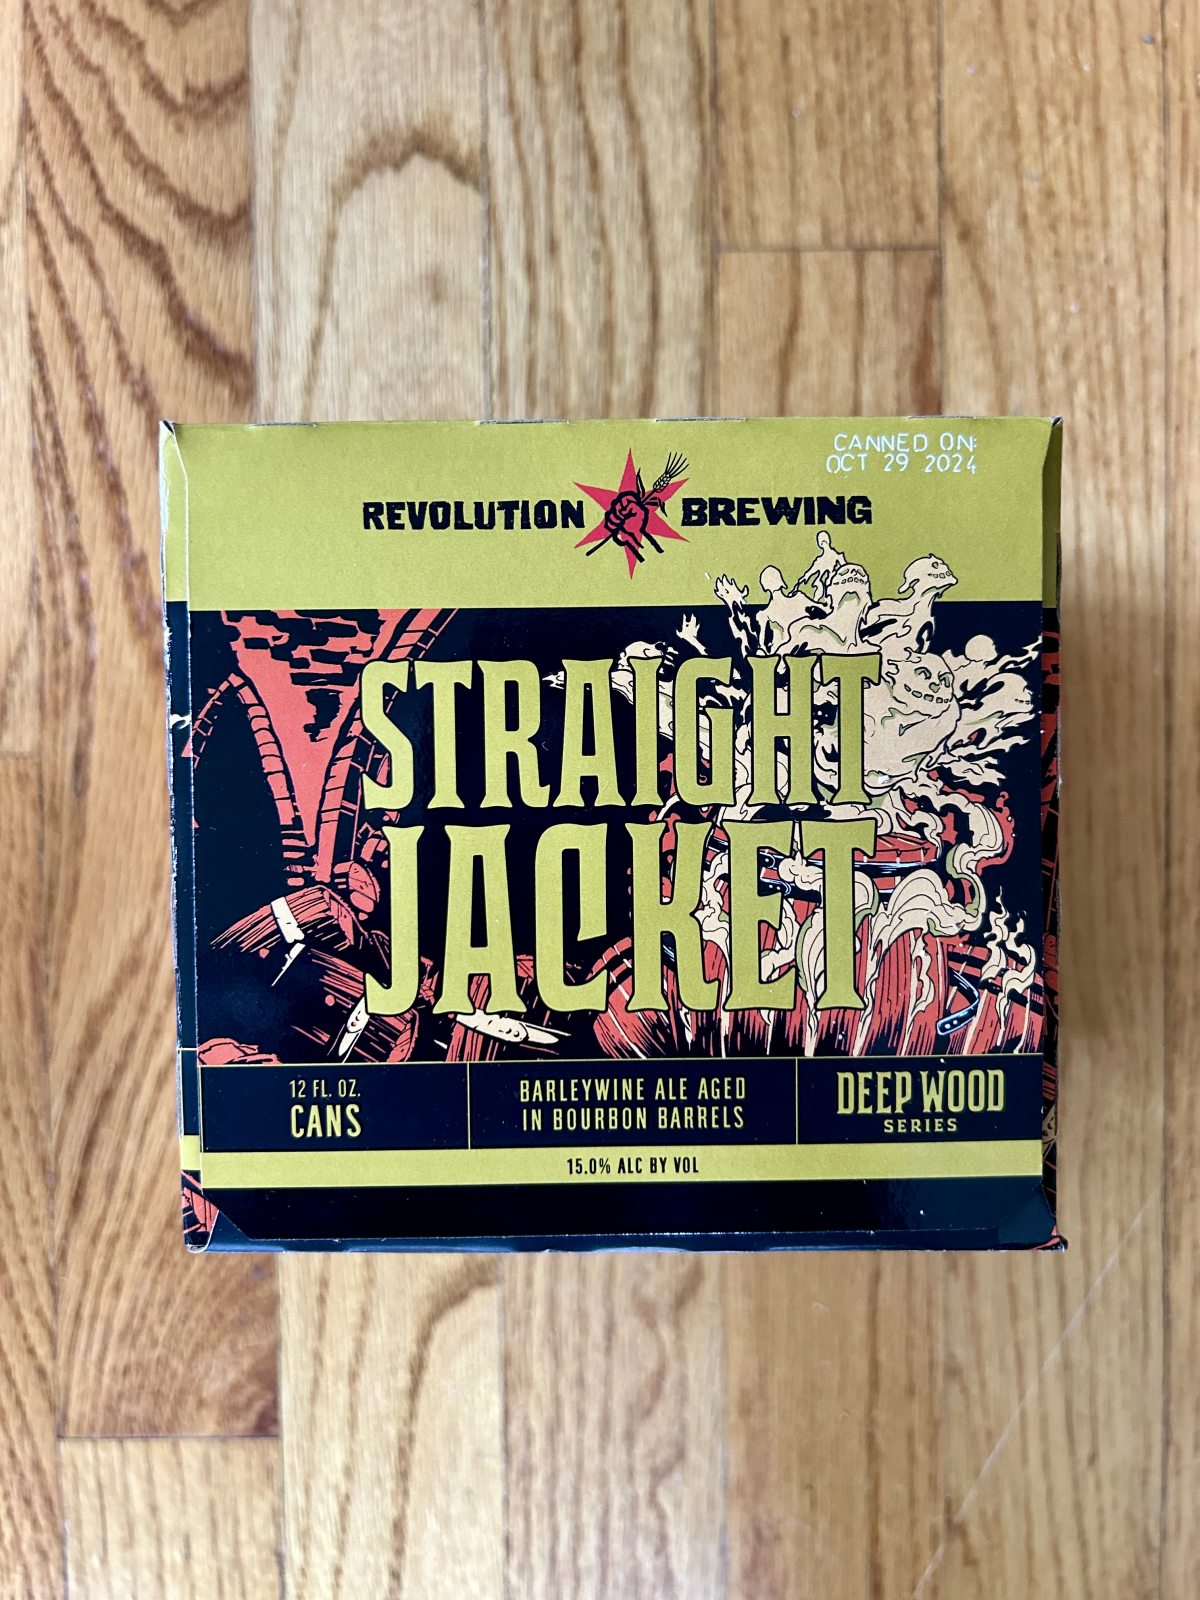 CANNED ON:
OCT 29 2024
REVOLUTION BREWING
STRAIGHT
JACKET
12 FL. OZ.
CANS
BARLEYWINE ALE AGED
IN BOURBON BARRELS
DEEP WOOD
SERIES
15.0% ALC BY VOL